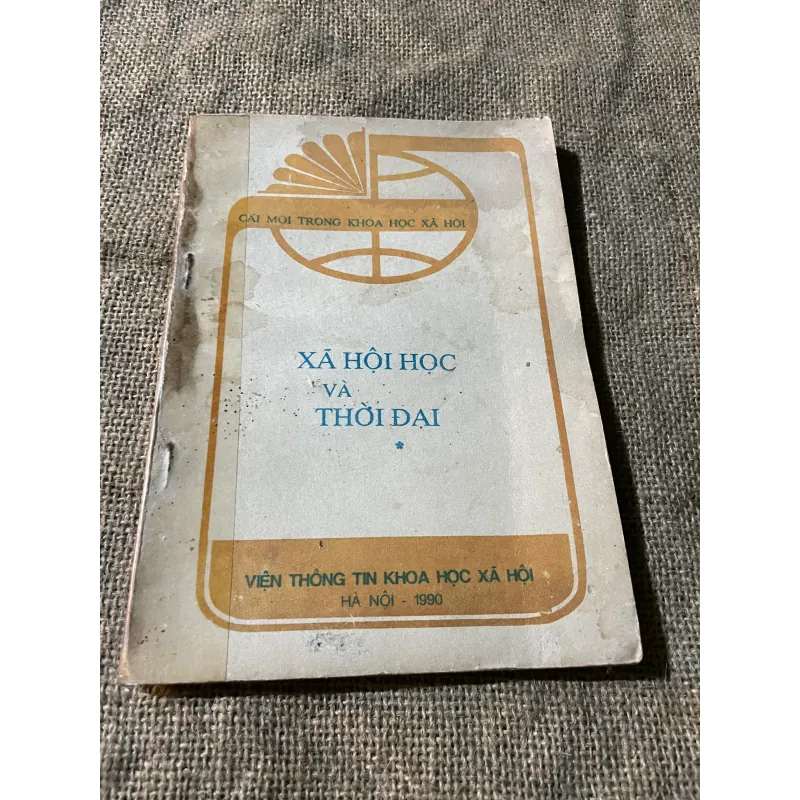 CÁI MỚI TRONG KHOA HỌC XÃ HỘI
XÃ HỘI HỌC
VÀ
THỜI ĐẠI
*
VIỆN THÔNG TIN KHOA HỌC XÃ HỘI
HÀ NỘI - 1990